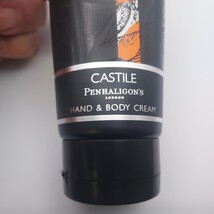 CASTILE
PENHALIGON'S
LONDON
HAND & BODY CREAM